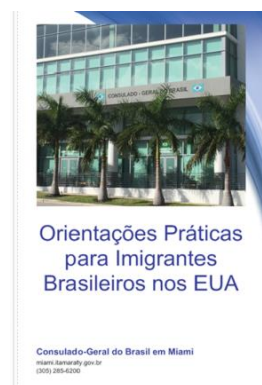 CONSULADO - GERAL DO BRASIL
Orientações Práticas
para Imigrantes
Brasileiros nos EUA
Consulado-Geral do Brasil em Miami
miami.itamaraty.gov.br
(305) 285-6200